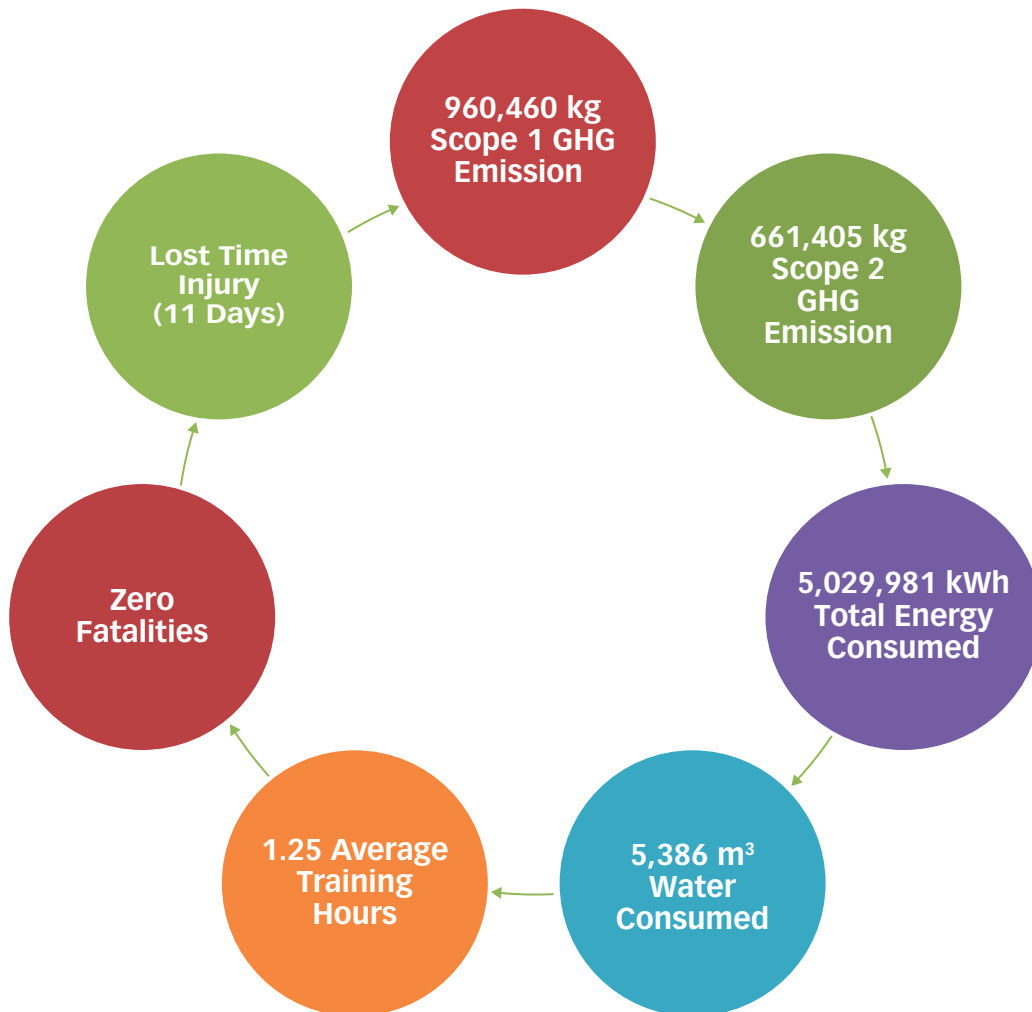 960,460 kg
Scope 1 GHG
Emission
661,405 kg
Scope 2
GHG
Emission
5,029,981 kWh
Total Energy
Consumed
5,386 m³
Water
Consumed
1.25 Average
Training
Hours
Zero
Fatalities
Lost Time
Injury
(11 Days)